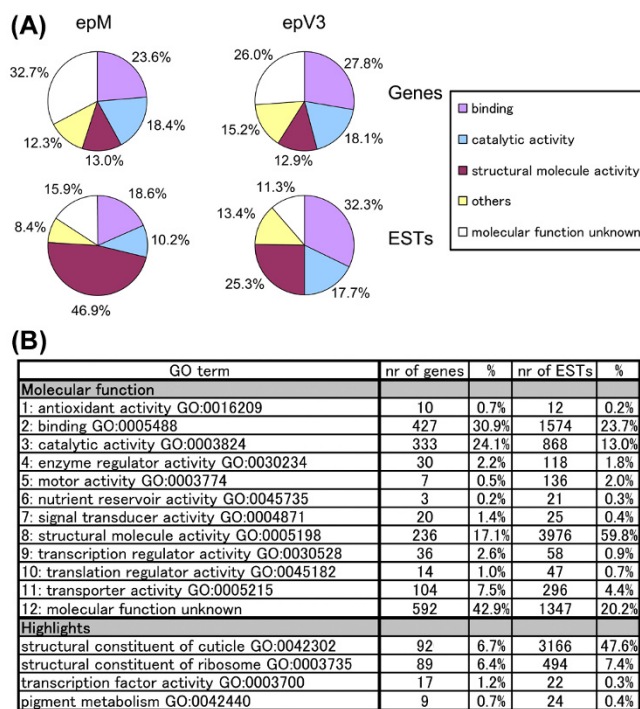 (A)
epM
epV3
32.7%
23.6%
18.4%
13.0%
12.3%
26.0%
27.8%
18.1%
12.9%
15.2%
Genes
15.9%
18.6%
10.2%
46.9%
8.4%
11.3%
32.3%
17.7%
25.3%
13.4%
ESTs
binding
catalytic activity
structural molecule activity
others
molecular function unknown
(B)
GO term nr of genes % nr of ESTs %
Molecular function
1: antioxidant activity GO:0016209 10 0.7% 12 0.2%
2: binding GO:0005488 427 30.9% 1574 23.7%
3: catalytic activity GO:0003824 333 24.1% 868 13.0%
4: enzyme regulator activity GO:0030234 30 2.2% 118 1.8%
5: motor activity GO:0003774 7 0.5% 136 2.0%
6: nutrient reservoir activity GO:0045735 3 0.2% 21 0.3%
7: signal transducer activity GO:0004871 20 1.4% 25 0.4%
8: structural molecule activity GO:0005198 236 17.1% 3976 59.8%
9: transcription regulator activity GO:0030528 36 2.6% 58 0.9%
10: translation regulator activity GO:0045182 14 1.0% 47 0.7%
11: transporter activity GO:0005215 104 7.5% 296 4.4%
12: molecular function unknown 592 42.9% 1347 20.2%
Highlights
structural constituent of cuticle GO:0042302 92 6.7% 3166 47.6%
structural constituent of ribosome GO:0003735 89 6.4% 494 7.4%
transcription factor activity GO:0003700 17 1.2% 22 0.3%
pigment metabolism GO:0042440 9 0.7% 24 0.4%